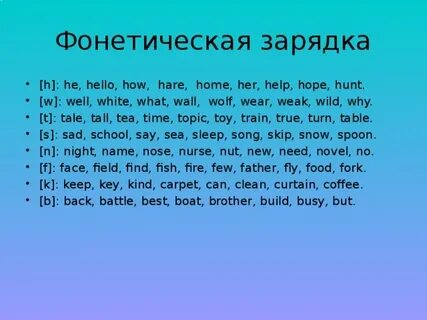 Фонетическая зарядка
• [h]: he, hello, how, hare, home, her, help, hope, hunt.
• [w]: well, white, what, wall, wolf, wear, weak, wild, why.
• [t]: tale, tall, tea, time, topic, toy, train, true, turn, table.
• [s]: sad, school, say, sea, sleep, song, skip, snow, spoon.
• [n]: night, name, nose, nurse, nut, new, need, novel, no.
• [f]: face, field, find, fish, fire, few, father, fly, food, fork.
• [k]: keep, key, kind, carpet, can, clean, curtain, coffee.
• [b]: back, battle, best, boat, brother, build, busy, but.